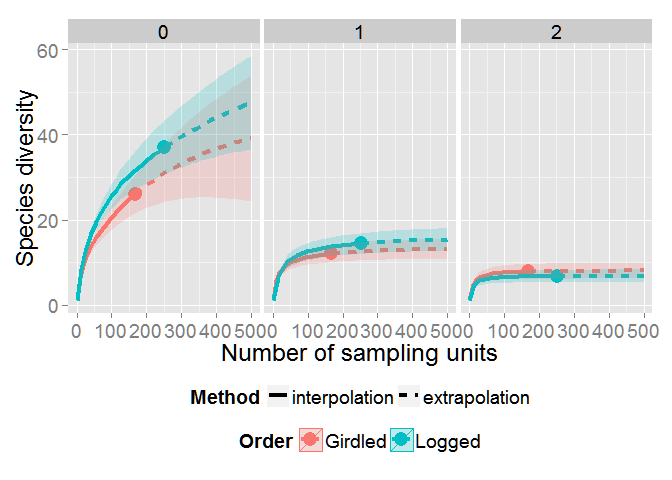 0 1 2
60
40
20
0
Species diversity
0 100 200 300 400 500 0 100 200 300 400 500 0 100 200 300 400 500
Number of sampling units
Method interpolation extrapolation
Order Girdled Logged